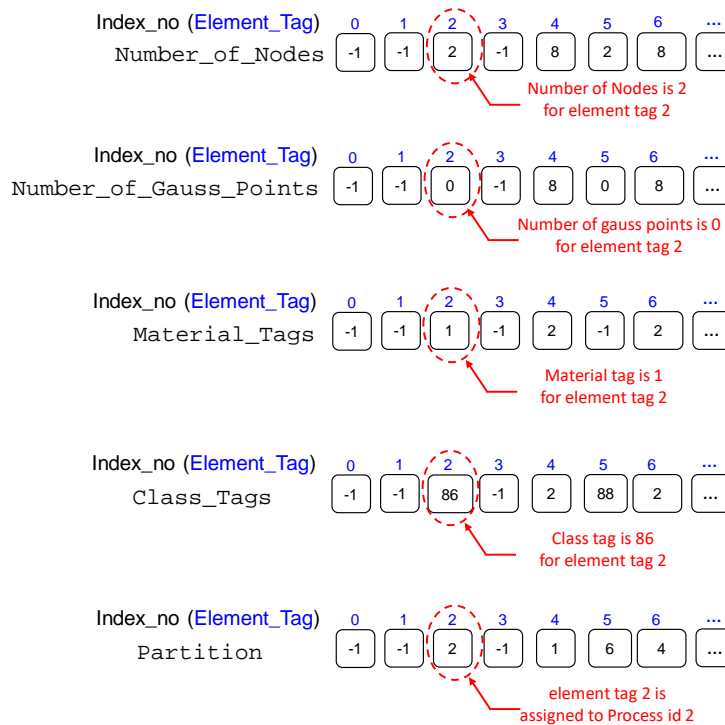 Index_no (Element_Tag) 0 1 2 3 4 5 6 ...
Number_of_Nodes -1 -1 2 -1 8 2 8 ...
Number of Nodes is 2
for element tag 2
Index_no (Element_Tag) 0 1 2 3 4 5 6 ...
Number_of_Gauss_Points -1 -1 0 -1 8 0 8 ...
Number of gauss points is 0
for element tag 2
Index_no (Element_Tag) 0 1 2 3 4 5 6 ...
Material_Tags -1 -1 1 -1 2 -1 2 ...
Material tag is 1
for element tag 2
Index_no (Element_Tag) 0 1 2 3 4 5 6 ...
Class_Tags -1 -1 86 -1 2 88 2 ...
Class tag is 86
for element tag 2
Index_no (Element_Tag) 0 1 2 3 4 5 6 ...
Partition -1 -1 2 -1 1 6 4 ...
element tag 2 is
assigned to Process id 2